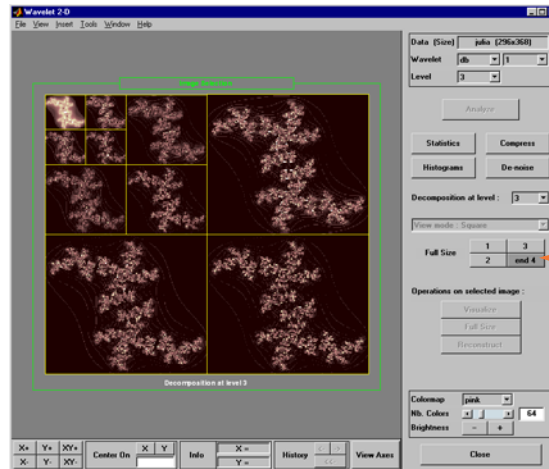 Wavelet 2-D
File View Insert Tools Window Help
Data (Size) julia (296x368)
Wavelet db 1
Level 3
Analyze
Statistics Compress
Histograms De-noise
Decomposition at level : 3
View mode : Square
Full Size 1 3
2 end 4
Operations on selected image :
Visualize
Full Size
Reconstruct
Image Selection
Decomposition at level 3
Colormap pink
Nb. Colors 64
Brightness - +
X+ Y+ XY+
X- Y- XY-
Center On X Y
Info X =
Y =
History <- ->
<<-
View Axes
Close